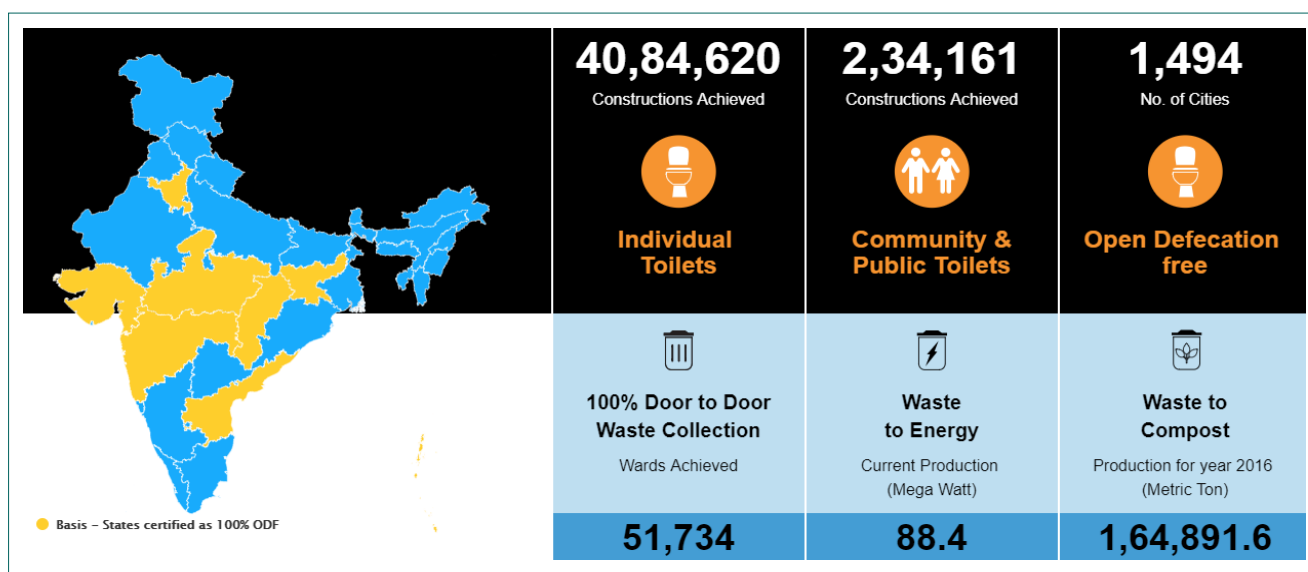 40,84,620
Constructions Achieved
Individual
Toilets
2,34,161
Constructions Achieved
Community &
Public Toilets
1,494
No. of Cities
Open Defecation
free
100% Door to Door
Waste Collection
Wards Achieved
51,734
Waste
to Energy
Current Production
(Mega Watt)
88.4
Waste to
Compost
Production for year 2016
(Metric Ton)
1,64,891.6
Basis – States certified as 100% ODF